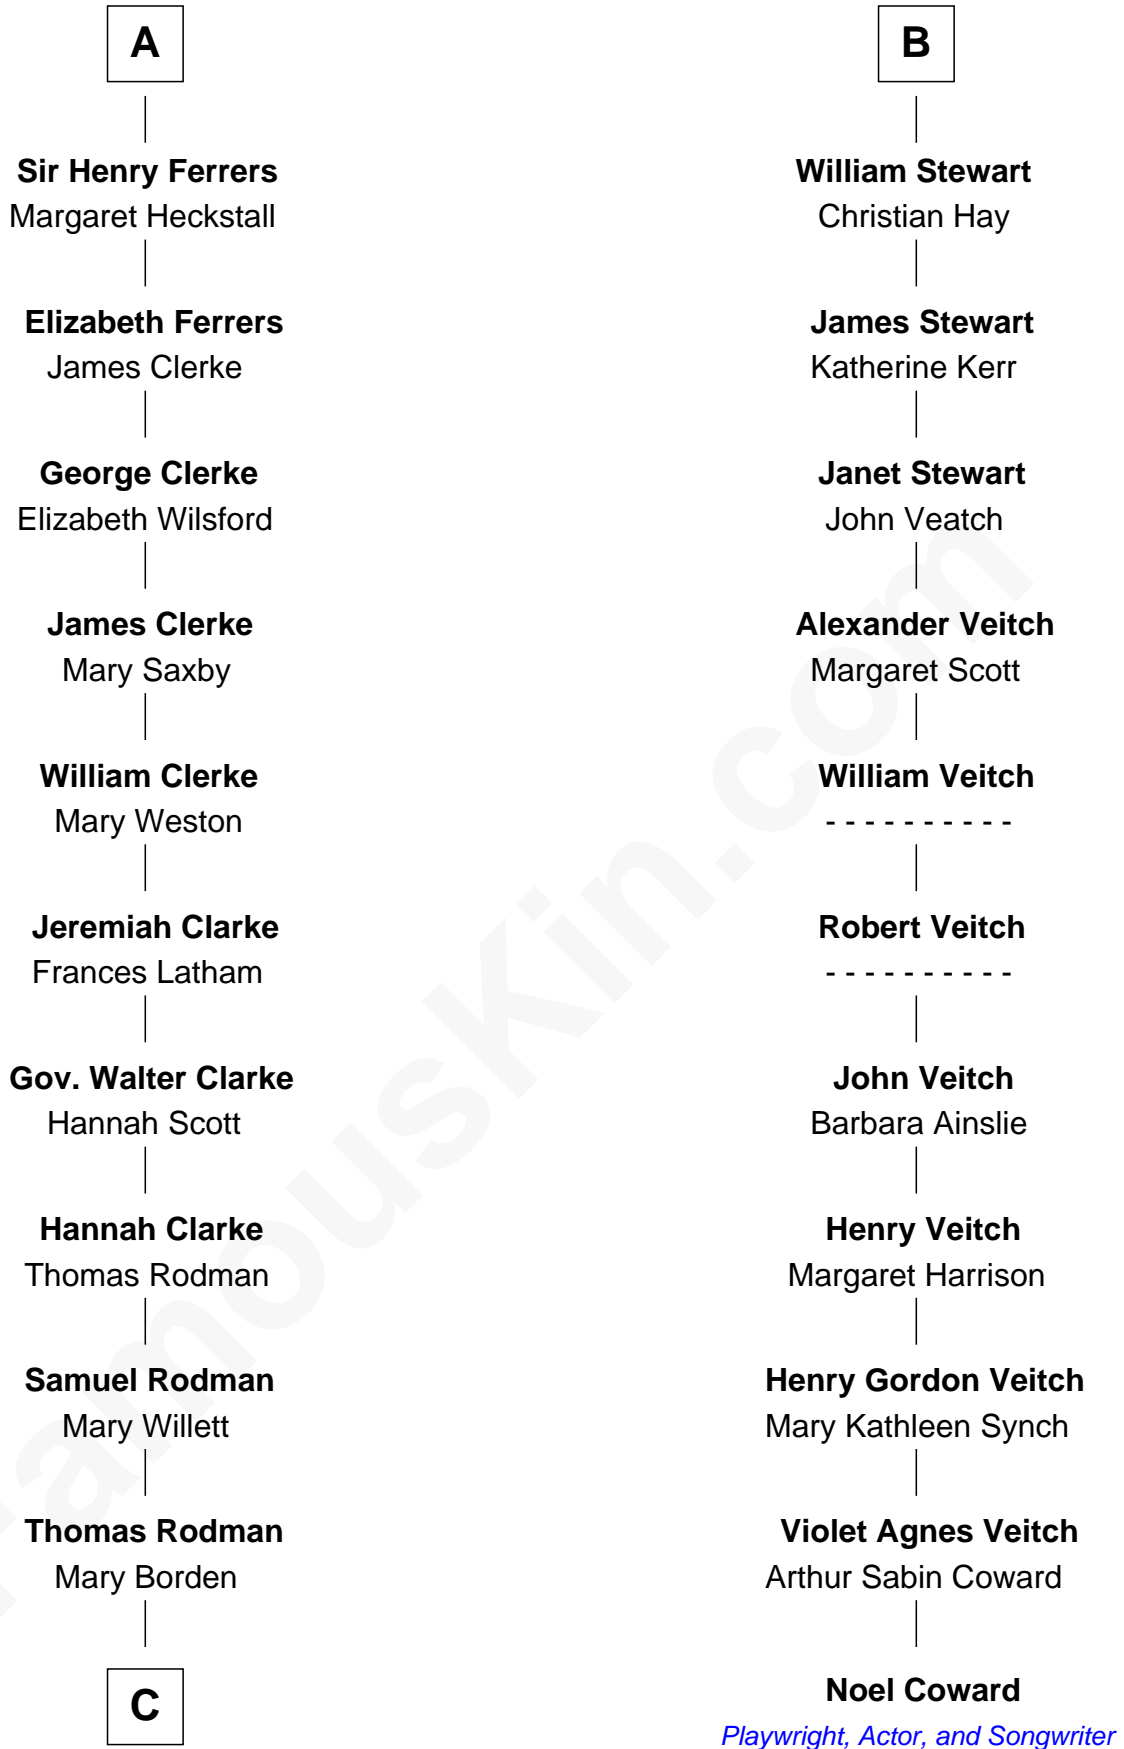 A
Sir Henry Ferrers
Margaret Heckstall
Elizabeth Ferrers
James Clerke
George Clerke
Elizabeth Wilsford
James Clerke
Mary Saxby
William Clerke
Mary Weston
Jeremiah Clarke
Frances Latham
Gov. Walter Clarke
Hannah Scott
Hannah Clarke
Thomas Rodman
Samuel Rodman
Mary Willett
Thomas Rodman
Mary Borden
C
B
William Stewart
Christian Hay
James Stewart
Katherine Kerr
Janet Stewart
John Veatch
Alexander Veitch
Margaret Scott
William Veitch
- - - - - - - - - -
Robert Veitch
- - - - - - - - - -
John Veitch
Barbara Ainslie
Henry Veitch
Margaret Harrison
Henry Gordon Veitch
Mary Kathleen Synch
Violet Agnes Veitch
Arthur Sabin Coward
Noel Coward
Playwright, Actor, and Songwriter
FamousKin.com